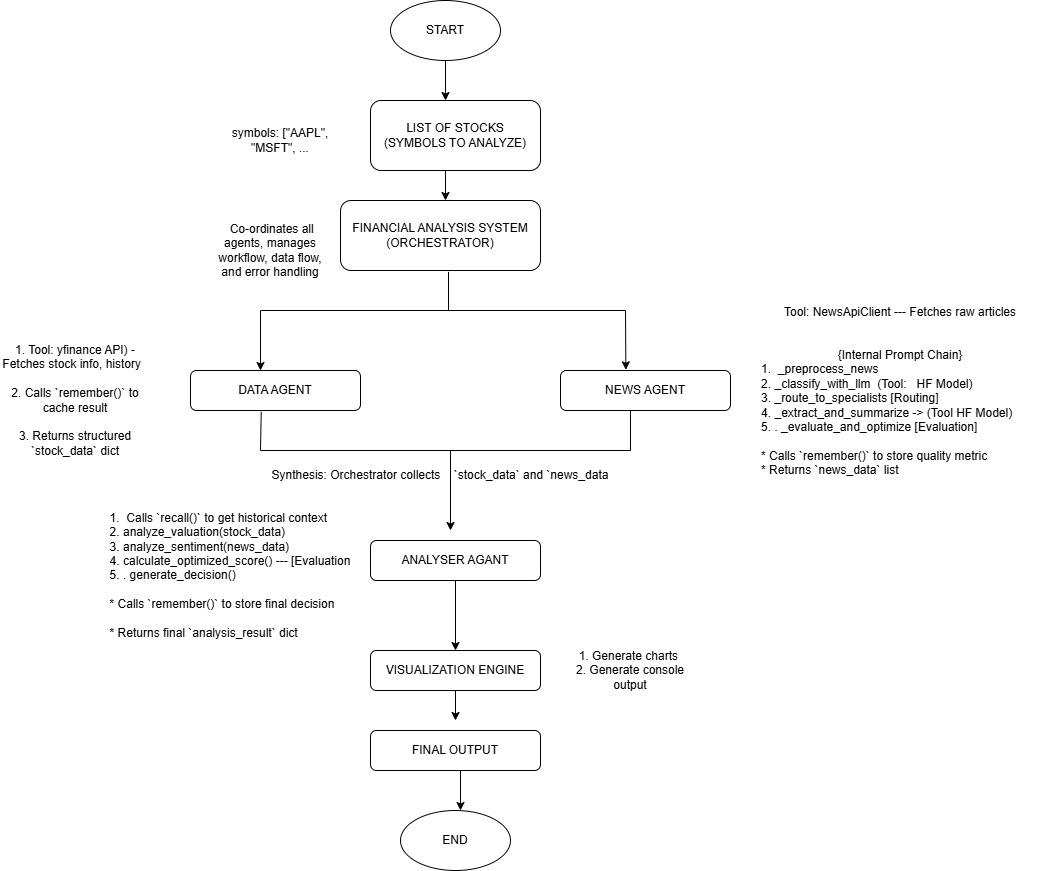 START
LIST OF STOCKS
(SYMBOLS TO ANALYZE)
symbols: ["AAPL",
"MSFT", ...
FINANCIAL ANALYSIS SYSTEM
(ORCHESTRATOR)
Co-ordinates all
agents, manages
workflow, data flow,
and error handling
1. Tool: yfinance API) -
Fetches stock info, history
2. Calls `remember()` to
cache result
3. Returns structured
`stock_data` dict
DATA AGENT
NEWS AGENT
Tool: NewsApiClient --- Fetches raw articles
{Internal Prompt Chain}
1. _preprocess_news
2. _classify_with_llm (Tool: HF Model)
3. _route_to_specialists [Routing]
4. _extract_and_summarize -> (Tool HF Model)
5. . _evaluate_and_optimize [Evaluation]
* Calls `remember()` to store quality metric
* Returns `news_data` list
Synthesis: Orchestrator collects `stock_data` and `news_data
1. Calls `recall()` to get historical context
2. analyze_valuation(stock_data)
3. analyze_sentiment(news_data)
4. calculate_optimized_score() --- [Evaluation
5. . generate_decision()
* Calls `remember()` to store final decision
* Returns final `analysis_result` dict
ANALYSER AGANT
VISUALIZATION ENGINE
1. Generate charts
2. Generate console
output
FINAL OUTPUT
END